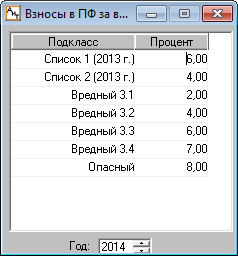 Взносы в ПФ за в...
Подкласс Процент
Список 1 (2013 г.) 6,00
Список 2 (2013 г.) 4,00
Вредный 3.1 2,00
Вредный 3.2 4,00
Вредный 3.3 6,00
Вредный 3.4 7,00
Опасный 8,00
Год: 2014